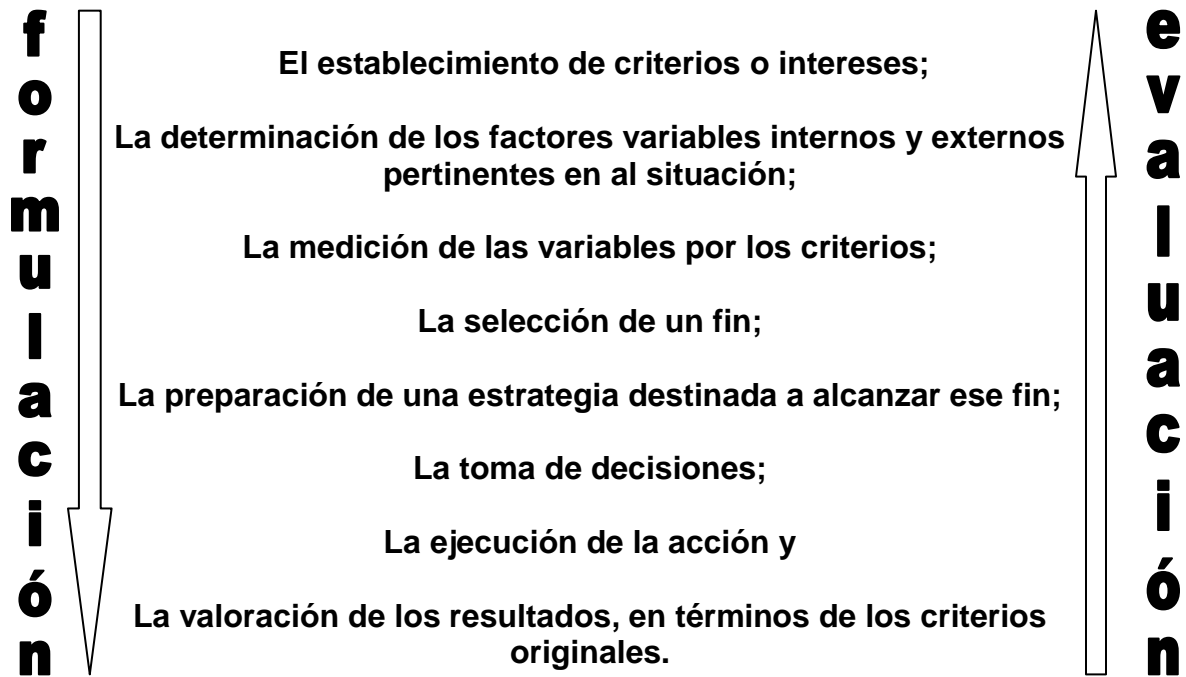 formulación
El establecimiento de criterios o intereses;
La determinación de los factores variables internos y externos
pertinentes en al situación;
La medición de las variables por los criterios;
La selección de un fin;
La preparación de una estrategia destinada a alcanzar ese fin;
La toma de decisiones;
La ejecución de la acción y
La valoración de los resultados, en términos de los criterios
originales.
evaluación